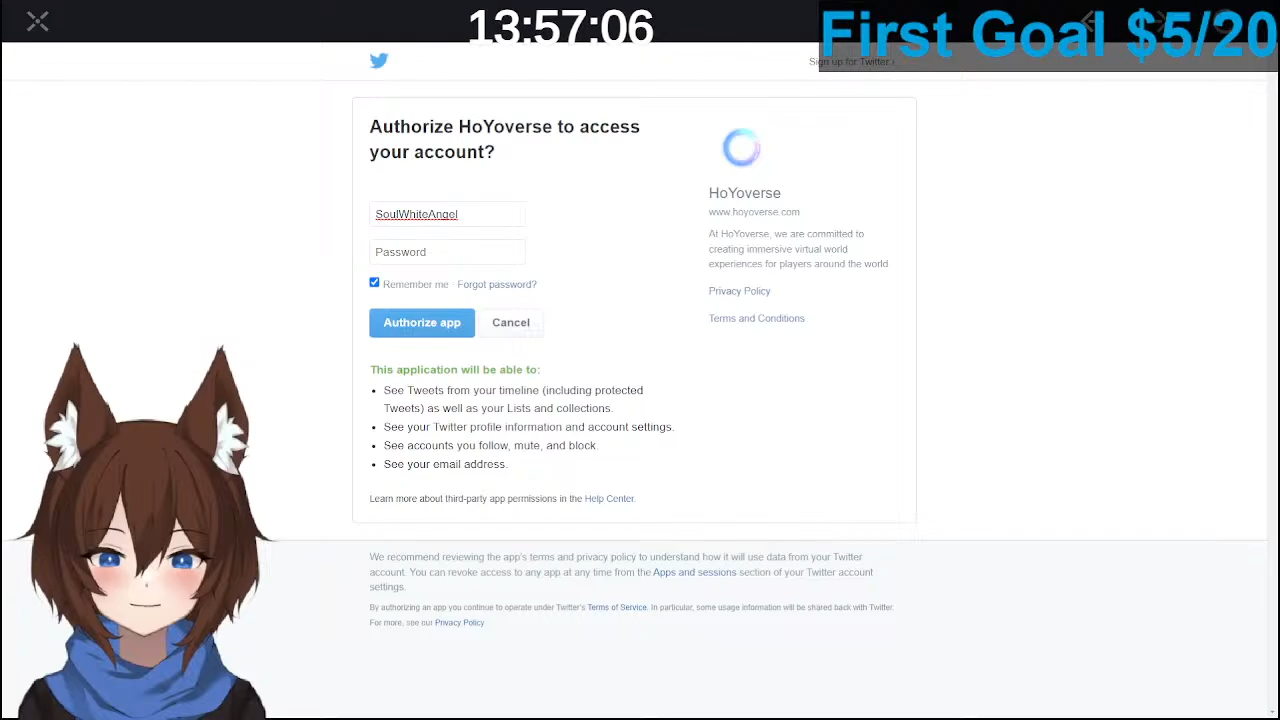 13:57:06
First Goal $5/20
Sign up for Twitter ›
Authorize HoYoverse to access
your account?
SoulWhiteAngel
Password
Remember me · Forgot password?
Authorize app
Cancel
This application will be able to:
• See Tweets from your timeline (including protected
Tweets) as well as your Lists and collections.
• See your Twitter profile information and account settings.
• See accounts you follow, mute, and block.
• See your email address.
Learn more about third-party app permissions in the Help Center.
HoYoverse
www.hoyoverse.com
At HoYoverse, we are committed to
creating immersive virtual world
experiences for players around the world
Privacy Policy
Terms and Conditions
We recommend reviewing the app's terms and privacy policy to understand how it will use data from your Twitter
account. You can revoke access to any app at any time from the Apps and sessions section of your Twitter account
settings.
By authorizing an app you continue to operate under Twitter's Terms of Service. In particular, some usage information will be shared back with Twitter.
For more, see our Privacy Policy